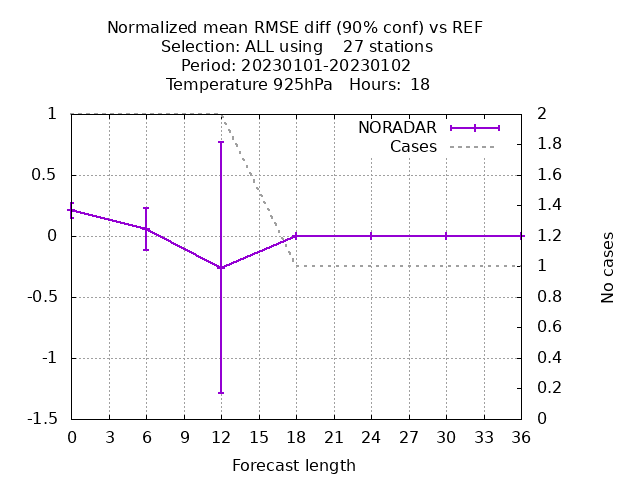 Normalized mean RMSE diff (90% conf) vs REF
Selection: ALL using    27 stations
Period: 20230101-20230102
Temperature 925hPa   Hours:  18
NORADAR
Cases
1
0.5
0
-0.5
-1
-1.5
2
1.8
1.6
1.4
1.2
1
0.8
0.6
0.4
0.2
0
No cases
0 3 6 9 12 15 18 21 24 27 30 33 36
Forecast length